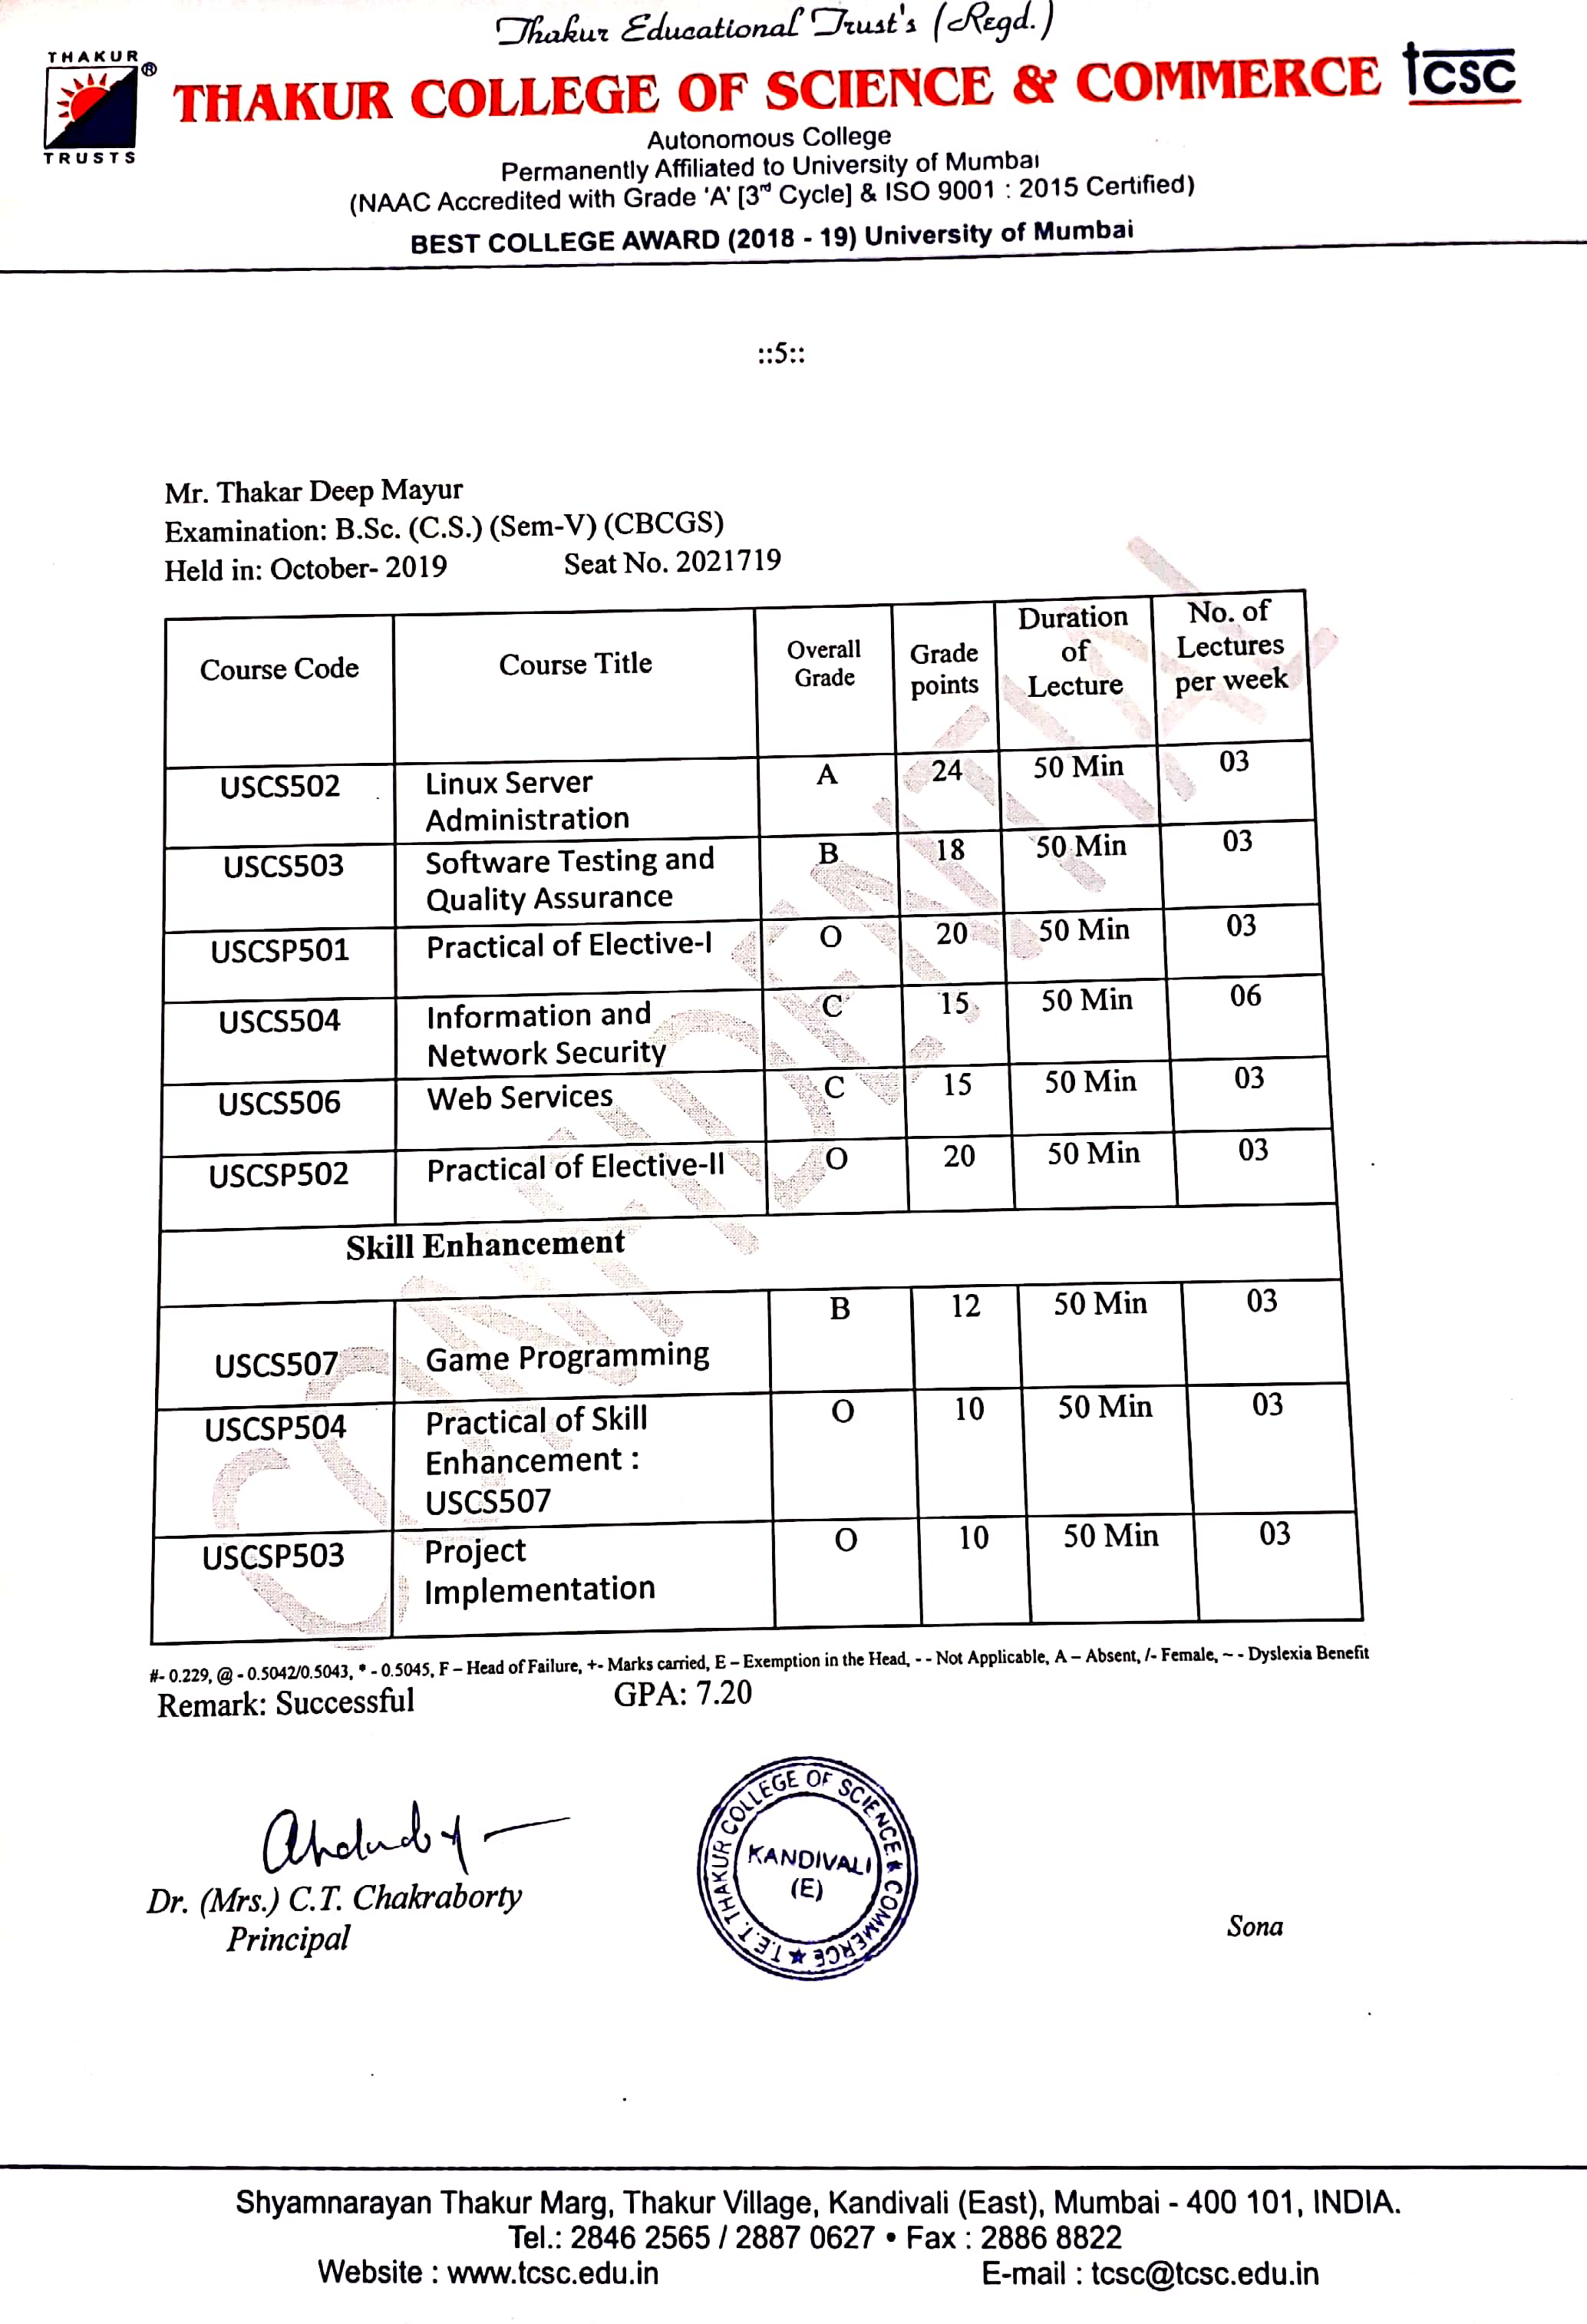 Thakur Educational Trust's (Regd.)
THAKUR
TRUSTS
®
THAKUR COLLEGE OF SCIENCE & COMMERCE
tcsc
Autonomous College
Permanently Affiliated to University of Mumbai
(NAAC Accredited with Grade 'A' [3rd Cycle] & ISO 9001 : 2015 Certified)
BEST COLLEGE AWARD (2018 - 19) University of Mumbai
::5::
Mr. Thakar Deep Mayur
Examination: B.Sc. (C.S.) (Sem-V) (CBCGS)
Held in: October- 2019 Seat No. 2021719
Course Code Course Title Overall Grade Grade points Duration of Lecture No. of Lectures per week
USCS502 Linux Server Administration A 24 50 Min 03
USCS503 Software Testing and Quality Assurance B 18 50 Min 03
USCSP501 Practical of Elective-I O 20 50 Min 03
USCS504 Information and Network Security C 15 50 Min 06
USCS506 Web Services C 15 50 Min 03
USCSP502 Practical of Elective-II O 20 50 Min 03
Skill Enhancement
USCS507 Game Programming B 12 50 Min 03
USCSP504 Practical of Skill Enhancement : USCS507 O 10 50 Min 03
USCSP503 Project Implementation O 10 50 Min 03
CONFIDENTIAL
#- 0.229, @ - 0.5042/0.5043, * - 0.5045, F – Head of Failure, +- Marks carried, E – Exemption in the Head, - - Not Applicable, A – Absent, /- Female, ~ - Dyslexia Benefit
Remark: Successful GPA: 7.20
Dr. (Mrs.) C.T. Chakraborty
Principal
T.E.T. THAKUR COLLEGE OF SCIENCE & COMMERCE ★
KANDIVALI
(E)
Sona
Shyamnarayan Thakur Marg, Thakur Village, Kandivali (East), Mumbai - 400 101, INDIA.
Tel.: 2846 2565 / 2887 0627 • Fax : 2886 8822
Website : www.tcsc.edu.in E-mail : tcsc@tcsc.edu.in